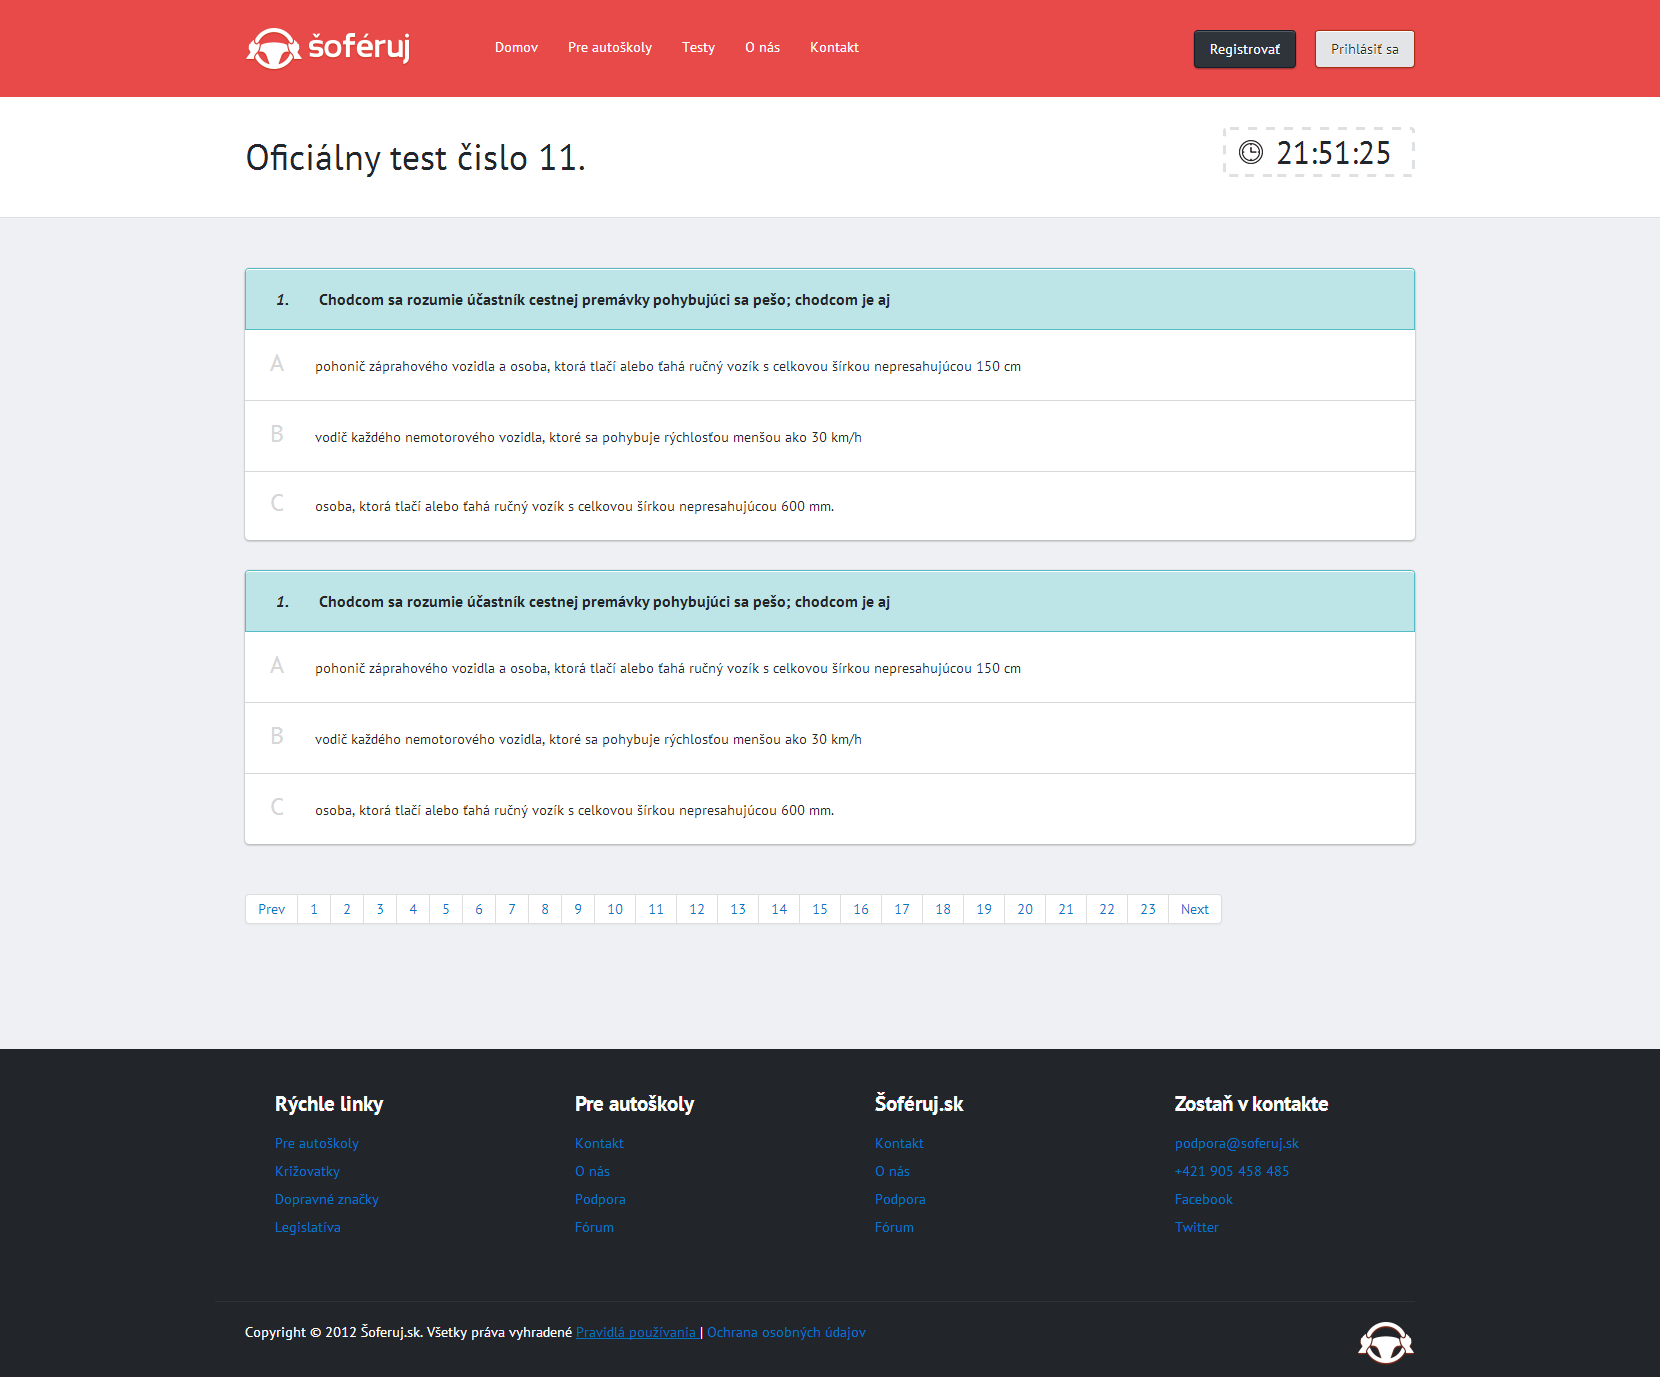 šoféruj
Domov Pre autoškoly Testy O nás Kontakt
Registrovať Prihlásiť sa
Oficiálny test čislo 11.
21:51:25
1. Chodcom sa rozumie účastník cestnej premávky pohybujúci sa pešo; chodcom je aj
A pohonič záprahového vozidla a osoba, ktorá tlačí alebo ťahá ručný vozík s celkovou šírkou nepresahujúcou 150 cm
B vodič každého nemotorového vozidla, ktoré sa pohybuje rýchlosťou menšou ako 30 km/h
C osoba, ktorá tlačí alebo ťahá ručný vozík s celkovou šírkou nepresahujúcou 600 mm.
1. Chodcom sa rozumie účastník cestnej premávky pohybujúci sa pešo; chodcom je aj
A pohonič záprahového vozidla a osoba, ktorá tlačí alebo ťahá ručný vozík s celkovou šírkou nepresahujúcou 150 cm
B vodič každého nemotorového vozidla, ktoré sa pohybuje rýchlosťou menšou ako 30 km/h
C osoba, ktorá tlačí alebo ťahá ručný vozík s celkovou šírkou nepresahujúcou 600 mm.
Prev 1 2 3 4 5 6 7 8 9 10 11 12 13 14 15 16 17 18 19 20 21 22 23 Next
Rýchle linky
Pre autoškoly
Križovatky
Dopravné značky
Legislatíva
Pre autoškoly
Kontakt
O nás
Podpora
Fórum
Šoféruj.sk
Kontakt
O nás
Podpora
Fórum
Zostaň v kontakte
podpora@soferuj.sk
+421 905 458 485
Facebook
Twitter
Copyright © 2012 Šoferuj.sk. Všetky práva vyhradené Pravidlá používania | Ochrana osobných údajov